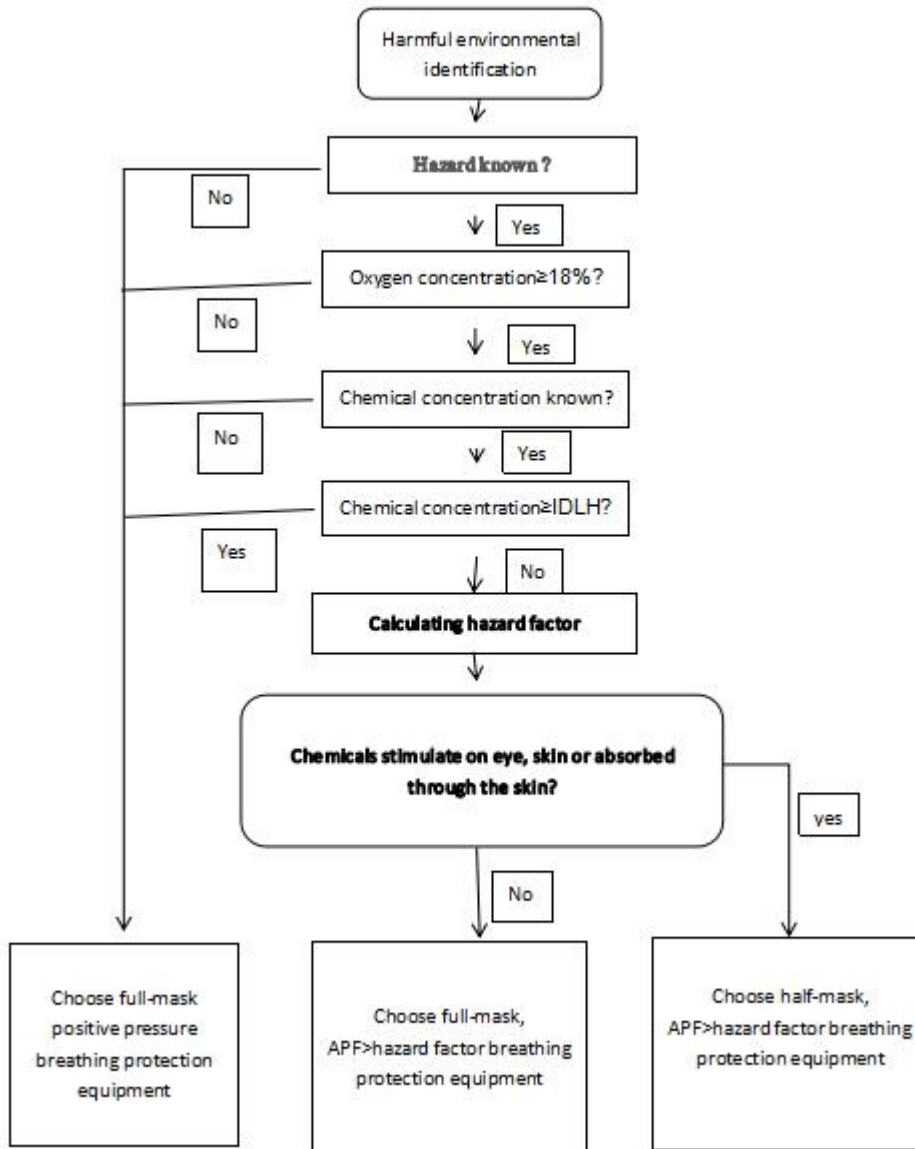 Harmful environmental
identification
Hazard known ?
No
Yes
Oxygen concentration≥18%?
No
Yes
Chemical concentration known?
No
Yes
Chemical concentration≥IDLH?
Yes
No
Calculating hazard factor
Chemicals stimulate on eye, skin or absorbed
through the skin?
yes
No
Choose full-mask
positive pressure
breathing protection
equipment
Choose full-mask,
APF>hazard factor breathing
protection equipment
Choose half-mask,
APF>hazard factor breathing
protection equipment